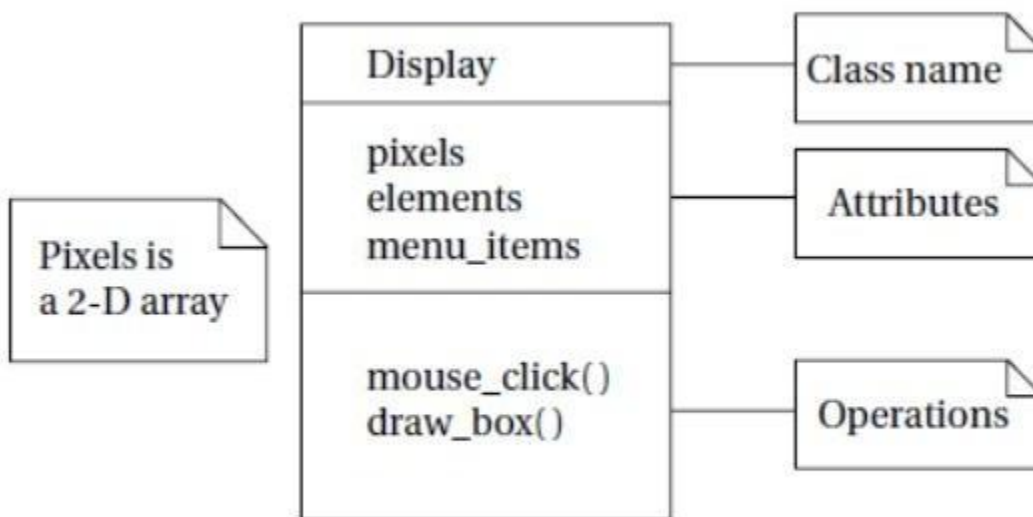 Display
pixels
elements
menu_items
mouse_click()
draw_box()
Pixels is
a 2-D array
Class name
Attributes
Operations